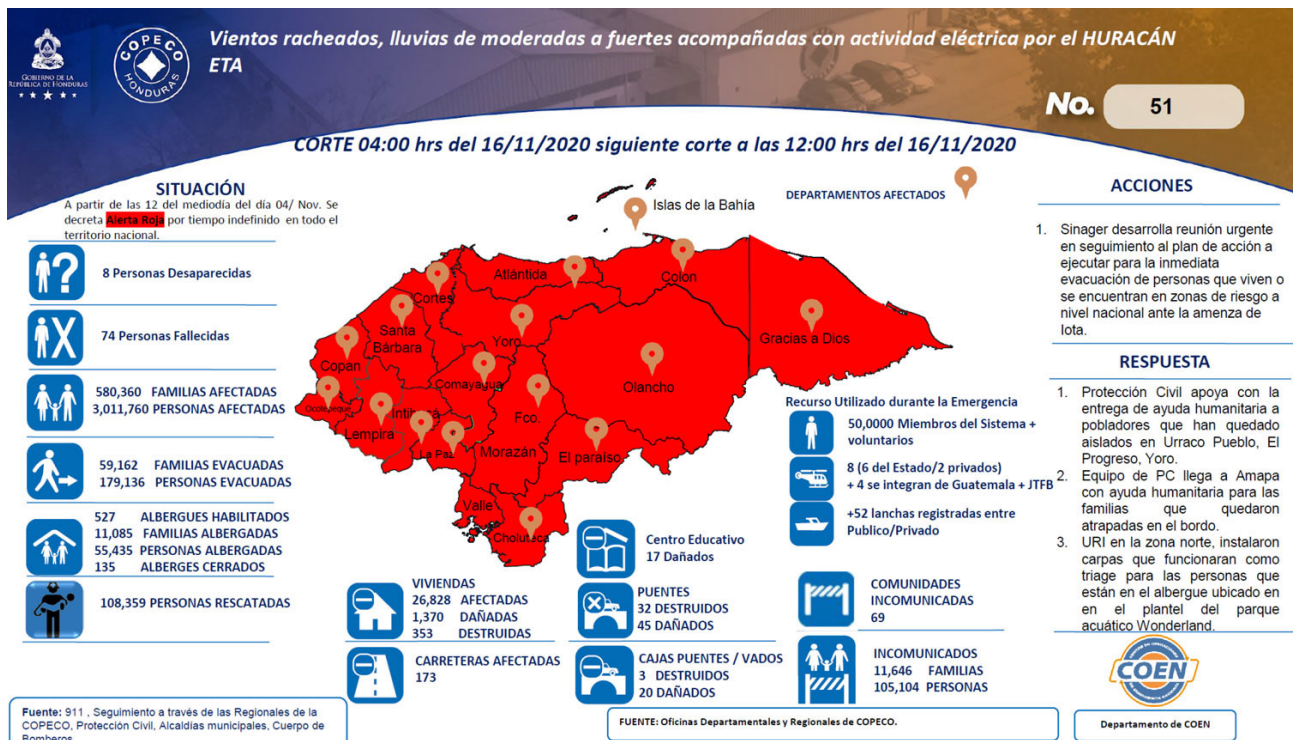 GOBIERNO DE LA
REPÚBLICA DE HONDURAS
COPECO
HONDURAS
Vientos racheados, lluvias de moderadas a fuertes acompañadas con actividad eléctrica por el HURACÁN
ETA
No. 51
CORTE 04:00 hrs del 16/11/2020 siguiente corte a las 12:00 hrs del 16/11/2020
SITUACIÓN
A partir de las 12 del mediodía del día 04/ Nov. Se
decreta Alerta Roja por tiempo indefinido en todo el
territorio nacional.
8 Personas Desaparecidas
74 Personas Fallecidas
580,360 FAMILIAS AFECTADAS
3,011,760 PERSONAS AFECTADAS
59,162 FAMILIAS EVACUADAS
179,136 PERSONAS EVACUADAS
527 ALBERGUES HABILITADOS
11,085 FAMILIAS ALBERGADAS
55,435 PERSONAS ALBERGADAS
135 ALBERGES CERRADOS
108,359 PERSONAS RESCATADAS
Fuente: 911 , Seguimiento a través de las Regionales de la
COPECO, Protección Civil, Alcaldías municipales, Cuerpo de
Bomberos
DEPARTAMENTOS AFECTADOS
Islas de la Bahía
Atlántida
Colón
Cortes
Santa
Bárbara
Yoro
Gracias a Dios
Copan
Comayagua
Olancho
Ocotepeque
Lempira
Intibucá
Fco.
La Paz
Morazán
El paraíso
Valle
Choluteca
Recurso Utilizado durante la Emergencia
50,0000 Miembros del Sistema +
voluntarios
8 (6 del Estado/2 privados)
+ 4 se integran de Guatemala + JTFB
+52 lanchas registradas entre
Publico/Privado
Centro Educativo
17 Dañados
VIVIENDAS
26,828 AFECTADAS
1,370 DAÑADAS
353 DESTRUIDAS
PUENTES
32 DESTRUIDOS
45 DAÑADOS
COMUNIDADES
INCOMUNICADAS
69
CARRETERAS AFECTADAS
173
CAJAS PUENTES / VADOS
3 DESTRUIDOS
20 DAÑADOS
INCOMUNICADOS
11,646 FAMILIAS
105,104 PERSONAS
FUENTE: Oficinas Departamentales y Regionales de COPECO.
ACCIONES
1. Sinager desarrolla reunión urgente
en seguimiento al plan de acción a
ejecutar para la inmediata
evacuación de personas que viven o
se encuentran en zonas de riesgo a
nivel nacional ante la amenza de
Iota.
RESPUESTA
1. Protección Civil apoya con la
entrega de ayuda humanitaria a
pobladores que han quedado
aislados en Urraco Pueblo, El
Progreso, Yoro.
2. Equipo de PC llega a Amapa
con ayuda humanitaria para las
familias que quedaron
atrapadas en el bordo.
3. URI en la zona norte, instalaron
carpas que funcionaran como
triage para las personas que
están en el albergue ubicado en
en el plantel del parque
acuático Wonderland.
COEN
Departamento de COEN